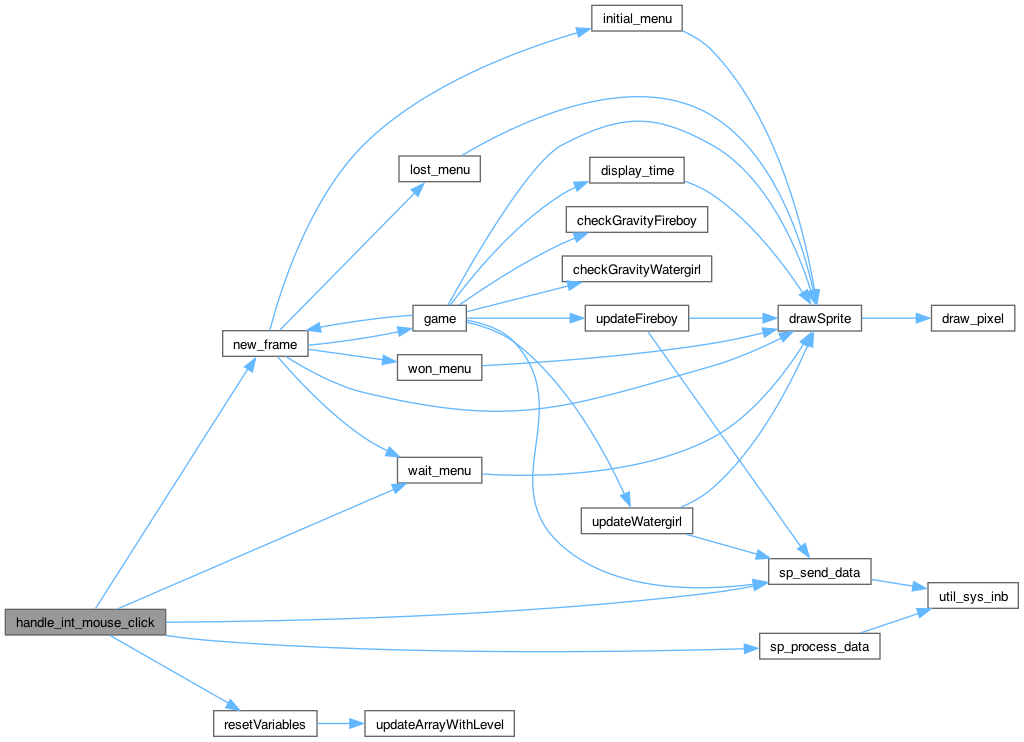 initial_menu
lost_menu
display_time
checkGravityFireboy
checkGravityWatergirl
game
updateFireboy
drawSprite
draw_pixel
new_frame
won_menu
wait_menu
updateWatergirl
sp_send_data
util_sys_inb
handle_int_mouse_click
sp_process_data
resetVariables
updateArrayWithLevel